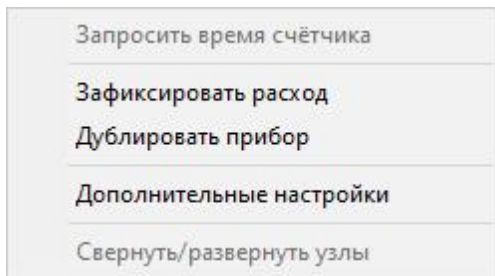 Запросить время счётчика
Зафиксировать расход
Дублировать прибор
Дополнительные настройки
Свернуть/развернуть узлы